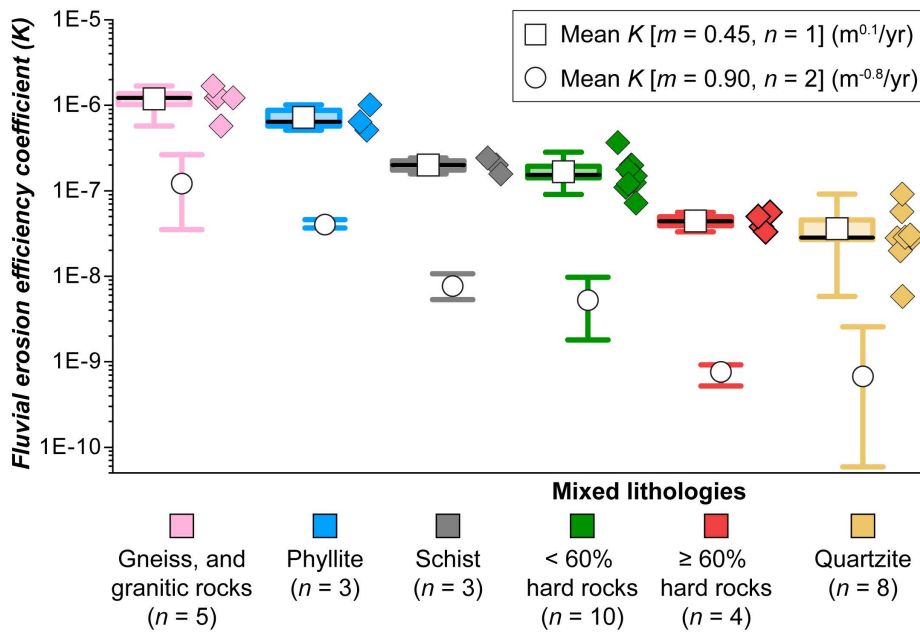 Fluvial erosion efficiency coefficient (K)
1E-5
1E-6
1E-7
1E-8
1E-9
1E-10
Mean K [m = 0.45, n = 1] (m^0.1/yr)
Mean K [m = 0.90, n = 2] (m^-0.8/yr)
Mixed lithologies
Gneiss, and
granitic rocks
(n = 5)
Phyllite
(n = 3)
Schist
(n = 3)
< 60%
hard rocks
(n = 10)
≥ 60%
hard rocks
(n = 4)
Quartzite
(n = 8)